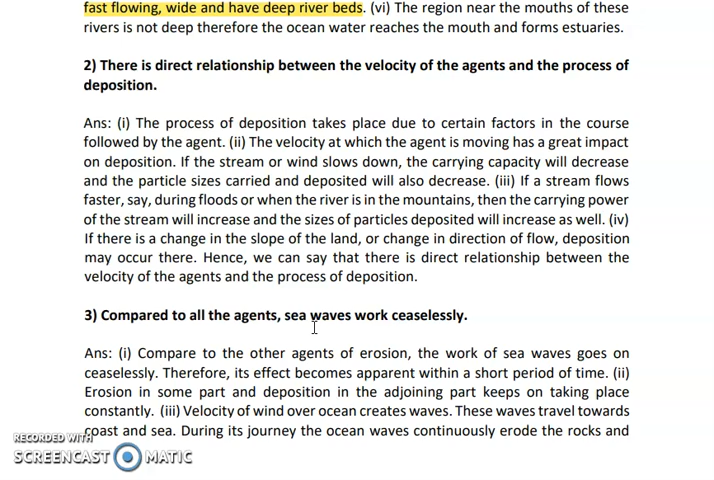 fast flowing, wide and have deep river beds. (vi) The region near the mouths of these
rivers is not deep therefore the ocean water reaches the mouth and forms estuaries.
2) There is direct relationship between the velocity of the agents and the process of
deposition.
Ans: (i) The process of deposition takes place due to certain factors in the course
followed by the agent. (ii) The velocity at which the agent is moving has a great impact
on deposition. If the stream or wind slows down, the carrying capacity will decrease
and the particle sizes carried and deposited will also decrease. (iii) If a stream flows
faster, say, during floods or when the river is in the mountains, then the carrying power
of the stream will increase and the sizes of particles deposited will increase as well. (iv)
If there is a change in the slope of the land, or change in direction of flow, deposition
may occur there. Hence, we can say that there is direct relationship between the
velocity of the agents and the process of deposition.
3) Compared to all the agents, sea waves work ceaselessly.
Ans: (i) Compare to the other agents of erosion, the work of sea waves goes on
ceaselessly. Therefore, its effect becomes apparent within a short period of time. (ii)
Erosion in some part and deposition in the adjoining part keeps on taking place
constantly. (iii) Velocity of wind over ocean creates waves. These waves travel towards
coast and sea. During its journey the ocean waves continuously erode the rocks and
RECORDED WITH
SCREENCAST MATIC